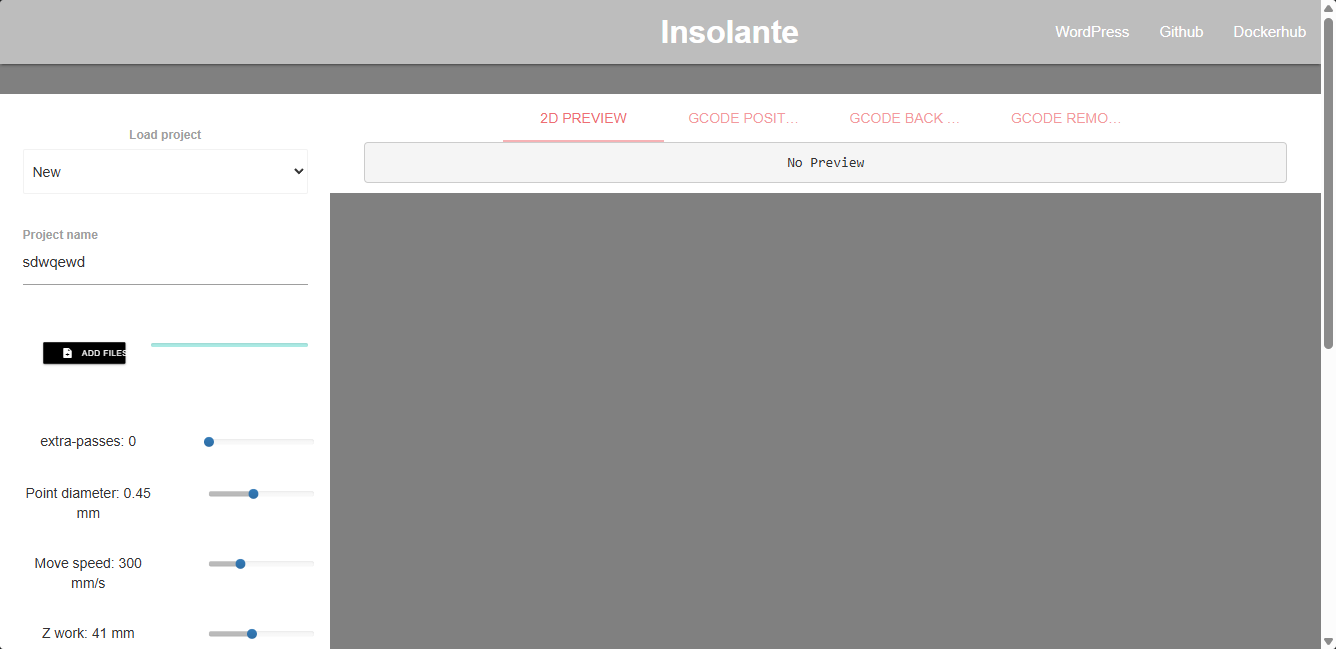 Insolante
WordPress
Github
Dockerhub
Load project
New
Project name
sdwqewd
ADD FILES
extra-passes: 0
Point diameter: 0.45
mm
Move speed: 300
mm/s
Z work: 41 mm
2D PREVIEW
GCODE POSIT...
GCODE BACK ...
GCODE REMO...
No Preview